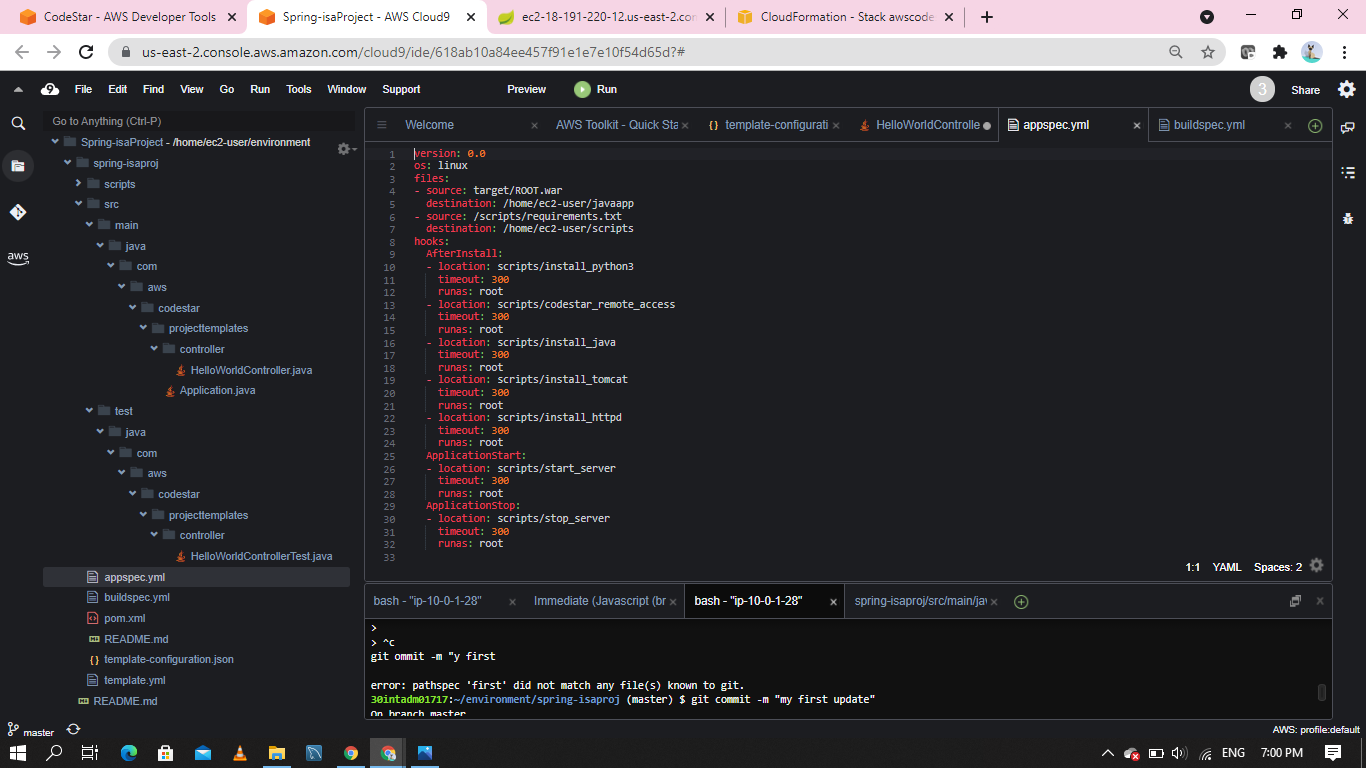 CodeStar - AWS Developer Tools
Spring-isaProject - AWS Cloud9
ec2-18-191-220-12.us-east-2.con
CloudFormation - Stack awscode
us-east-2.console.aws.amazon.com/cloud9/ide/618ab10a84ee457f91e1e7e10f54d65d?#
9 File Edit Find View Go Run Tools Window Support Preview Run
3 Share
Go to Anything (Ctrl-P)
Spring-isaProject - /home/ec2-user/environment
spring-isaproj
scripts
src
main
java
com
aws
codestar
projecttemplates
controller
HelloWorldController.java
Application.java
test
java
com
aws
codestar
projecttemplates
controller
HelloWorldControllerTest.java
appspec.yml
buildspec.yml
pom.xml
README.md
template-configuration.json
template.yml
README.md
aws
master
Welcome
AWS Toolkit - Quick Sta
template-configurati
HelloWorldControlle
appspec.yml
buildspec.yml
1 version: 0.0
2 os: linux
3 files:
4 - source: target/ROOT.war
5 destination: /home/ec2-user/javaapp
6 - source: /scripts/requirements.txt
7 destination: /home/ec2-user/scripts
8 hooks:
9 AfterInstall:
10 - location: scripts/install_python3
11 timeout: 300
12 runas: root
13 - location: scripts/codestar_remote_access
14 timeout: 300
15 runas: root
16 - location: scripts/install_java
17 timeout: 300
18 runas: root
19 - location: scripts/install_tomcat
20 timeout: 300
21 runas: root
22 - location: scripts/install_httpd
23 timeout: 300
24 runas: root
25 ApplicationStart:
26 - location: scripts/start_server
27 timeout: 300
28 runas: root
29 ApplicationStop:
30 - location: scripts/stop_server
31 timeout: 300
32 runas: root
33
1:1 YAML Spaces: 2
bash - "ip-10-0-1-28"
Immediate (Javascript (br
bash - "ip-10-0-1-28"
spring-isaproj/src/main/jav
>
> ^c
git ommit -m "y first
error: pathspec 'first' did not match any file(s) known to git.
30intadm01717:~/environment/spring-isaproj (master) $ git commit -m "my first update"
On branch master
AWS: profile:default
ENG 7:00 PM